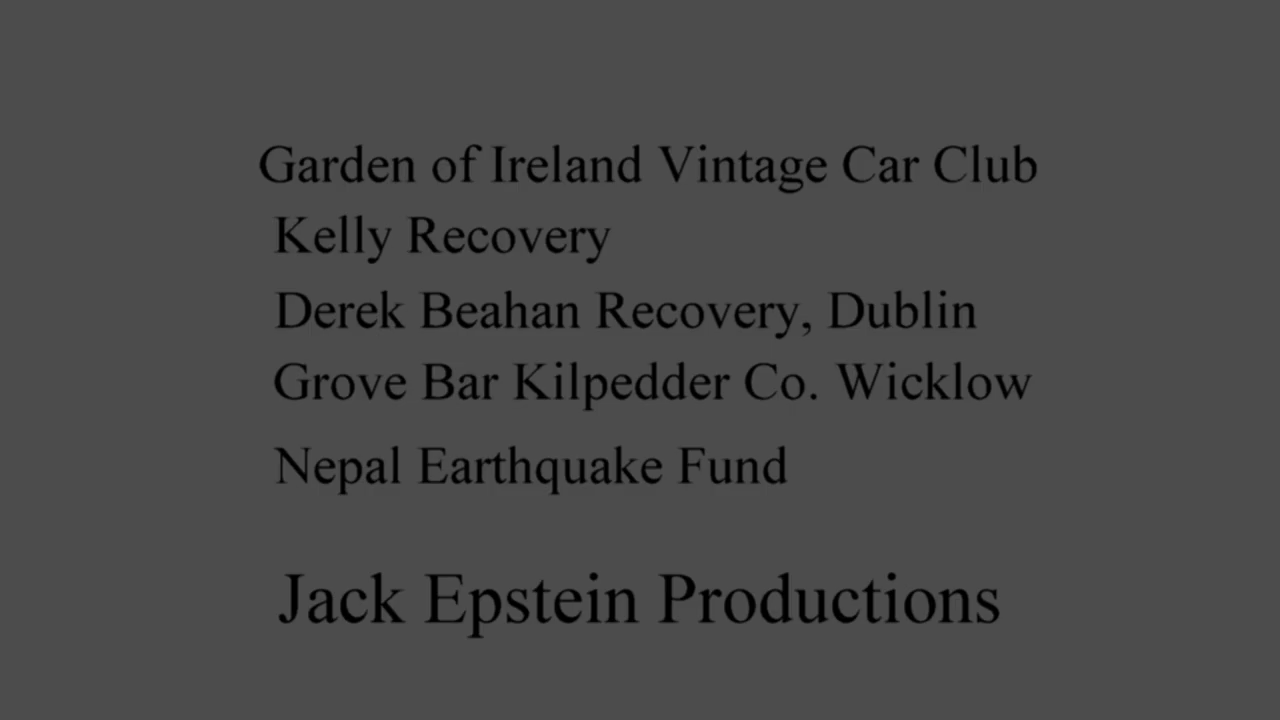 Garden of Ireland Vintage Car Club
Kelly Recovery
Derek Beahan Recovery, Dublin
Grove Bar Kilpedder Co. Wicklow
Nepal Earthquake Fund
Jack Epstein Productions